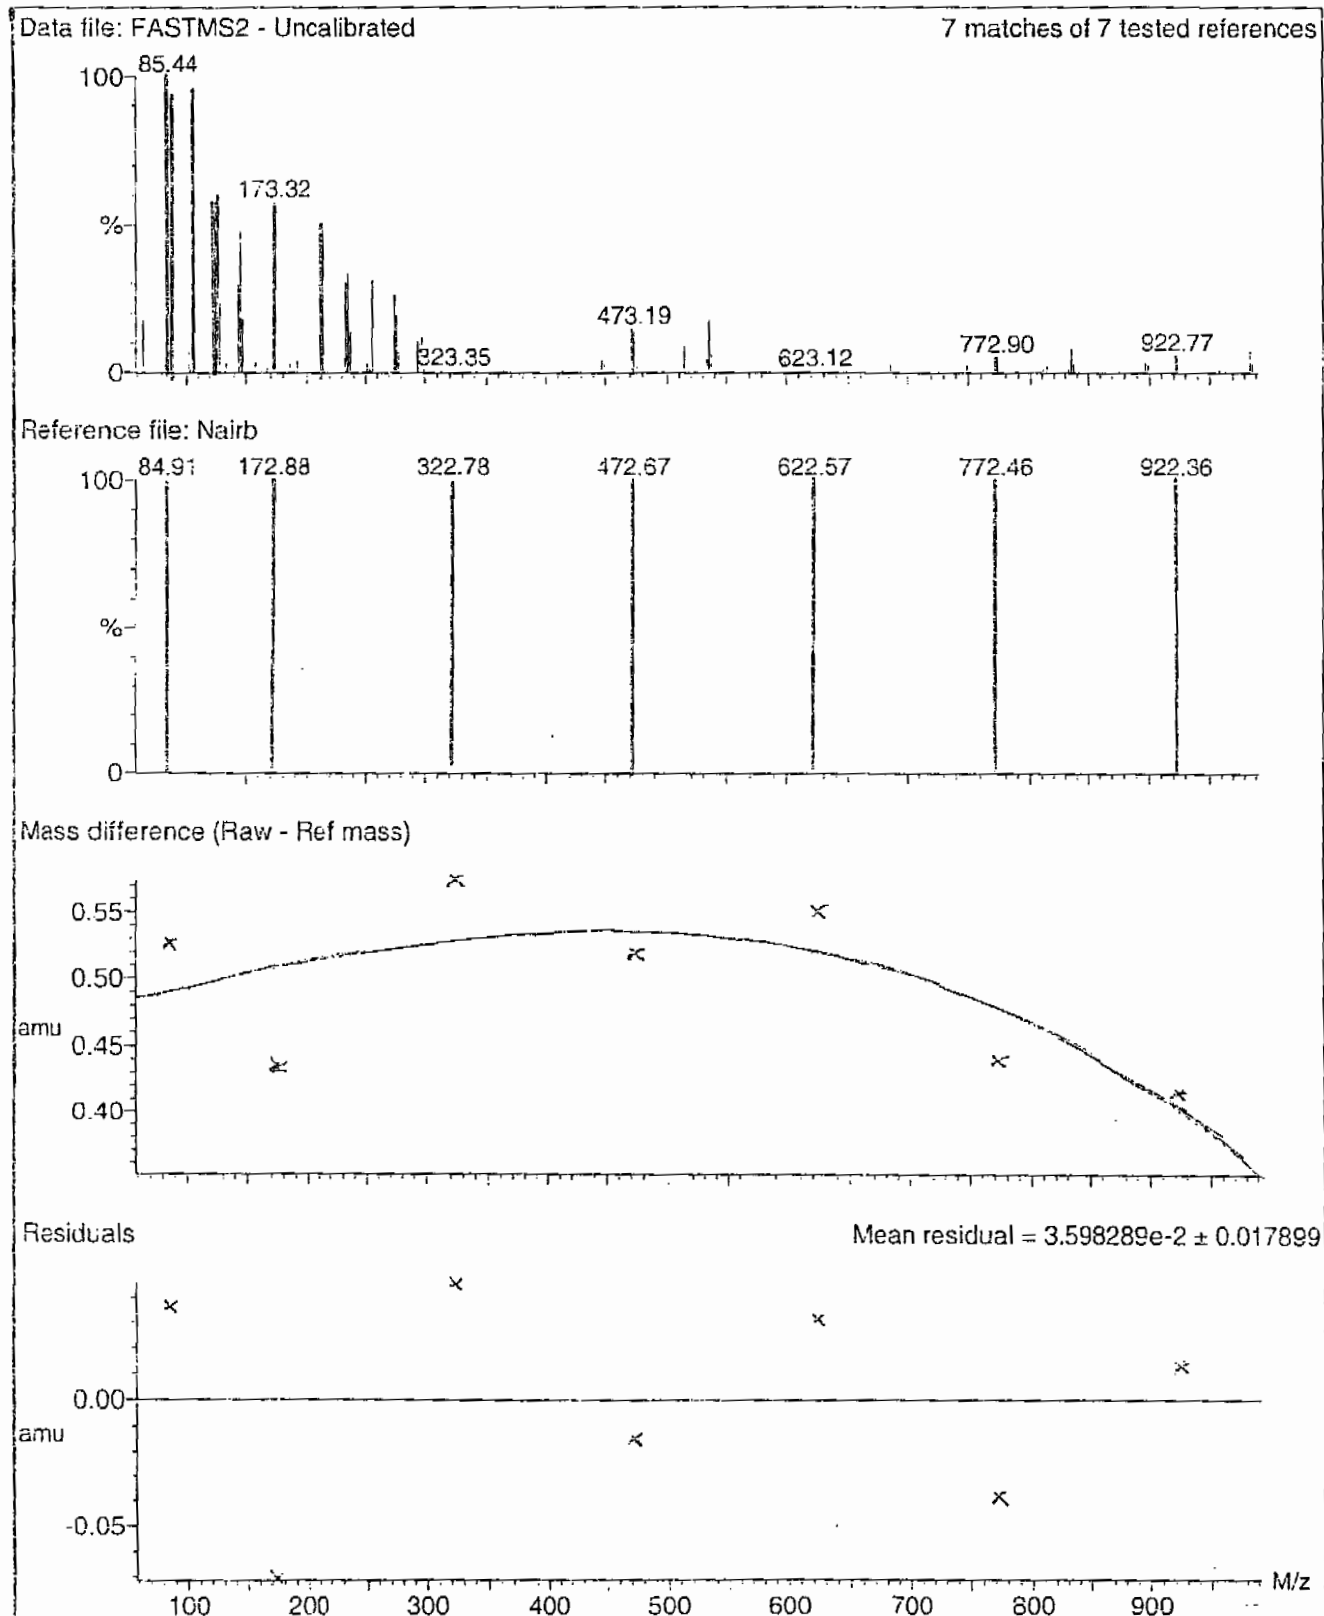 Data file: FASTMS2 - Uncalibrated 7 matches of 7 tested references
85.44
100
173.32
%
473.19
323.35 623.12 772.90 922.77
0
Reference file: Nairb
84.91 172.88 322.78 472.67 622.57 772.46 922.36
100
%
0
Mass difference (Raw - Ref mass)
0.55
0.50
amu
0.45
0.40
Residuals Mean residual = 3.598289e-2 ± 0.017899
0.00
amu
-0.05
M/z
100 200 300 400 500 600 700 800 900